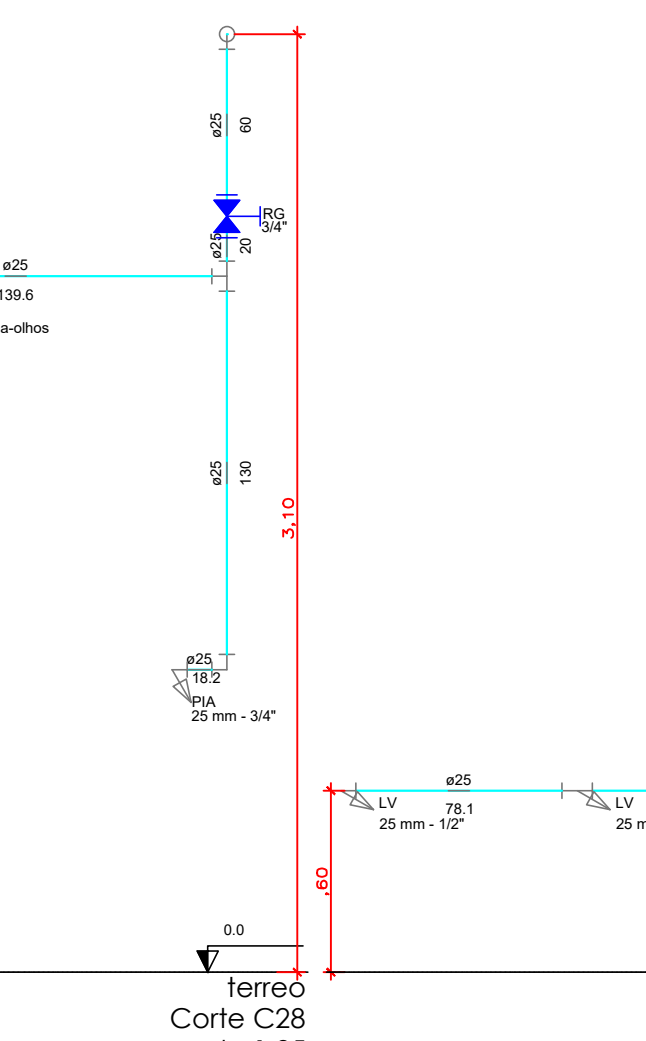 ø25
60
RG
3/4"
ø25
20
ø25
139.6
a-olhos
ø25
130
3,10
ø25
18.2
PIA
25 mm - 3/4"
ø25
LV
78.1
25 mm - 1/2"
LV
25 m
,60
0.0
terreo
Corte C28